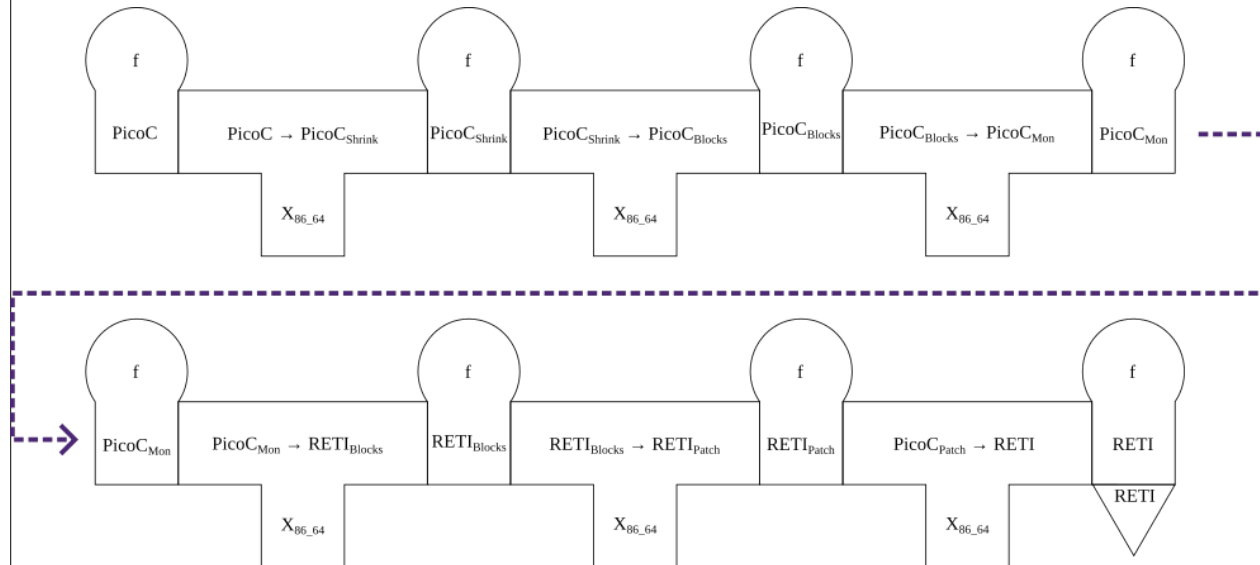 f f f f
PicoC PicoC → PicoC_Shrink PicoC_Shrink PicoC_Shrink → PicoC_Blocks PicoC_Blocks PicoC_Blocks → PicoC_Mon PicoC_Mon
X_86_64 X_86_64 X_86_64
f f f f
PicoC_Mon PicoC_Mon → RETI_Blocks RETI_Blocks RETI_Blocks → RETI_Patch RETI_Patch PicoC_Patch → RETI RETI
RETI
X_86_64 X_86_64 X_86_64